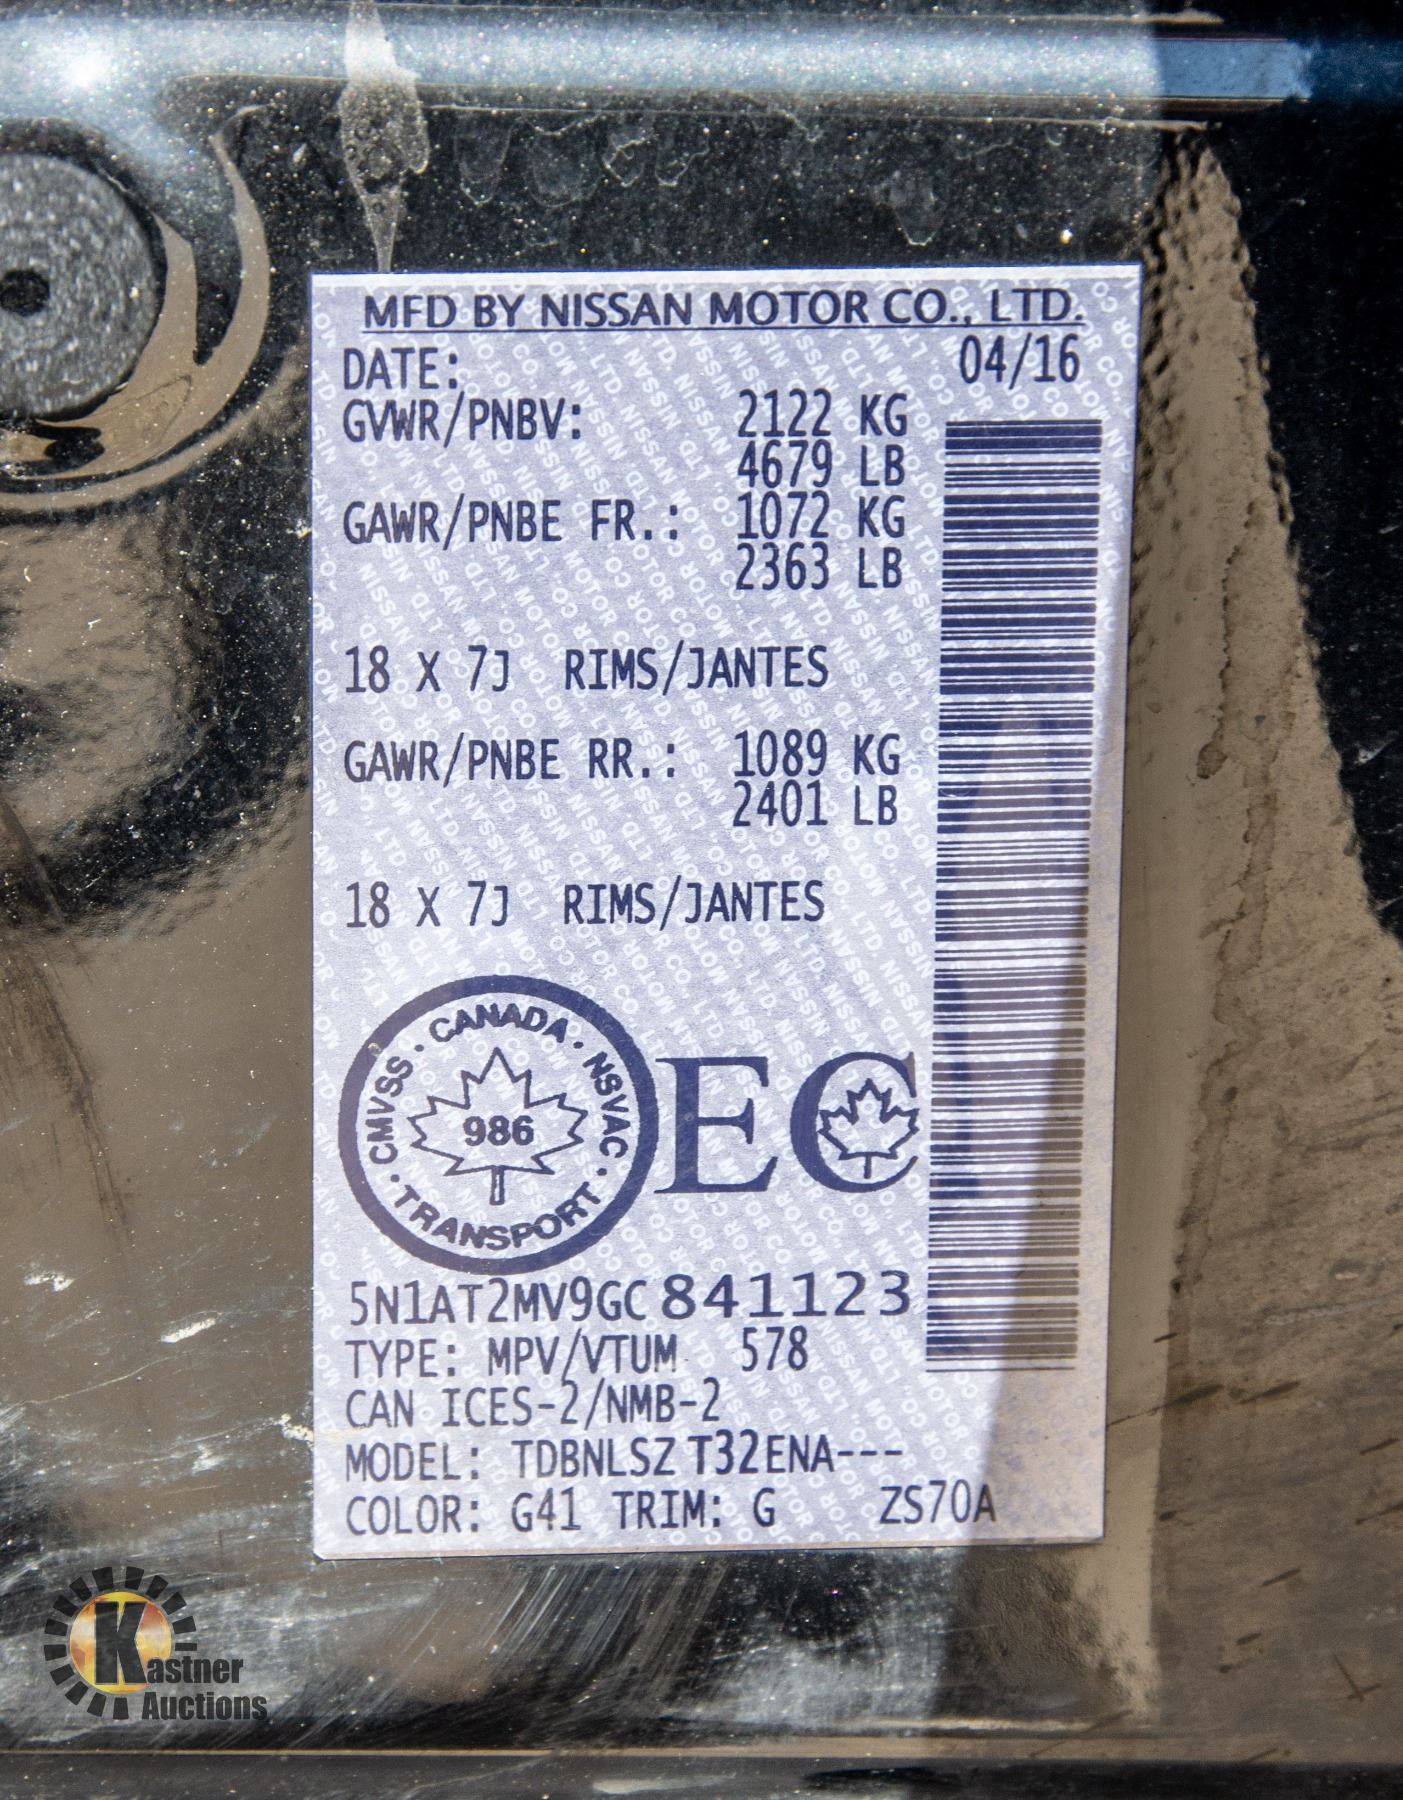 MFD BY NISSAN MOTOR CO., LTD.
DATE: 04/16
GVWR/PNBV: 2122 KG
4679 LB
GAWR/PNBE FR.: 1072 KG
2363 LB
18 X 7J RIMS/JANTES
GAWR/PNBE RR.: 1089 KG
2401 LB
18 X 7J RIMS/JANTES
CMVSS · CANADA · NSVAC · TRANSPORT ·
986
EC
5N1AT2MV9GC841123
TYPE: MPV/VTUM 578
CAN ICES-2/NMB-2
MODEL: TDBNLSZ T32ENA---
COLOR: G41 TRIM: G ZS70A
Kastner
Auctions